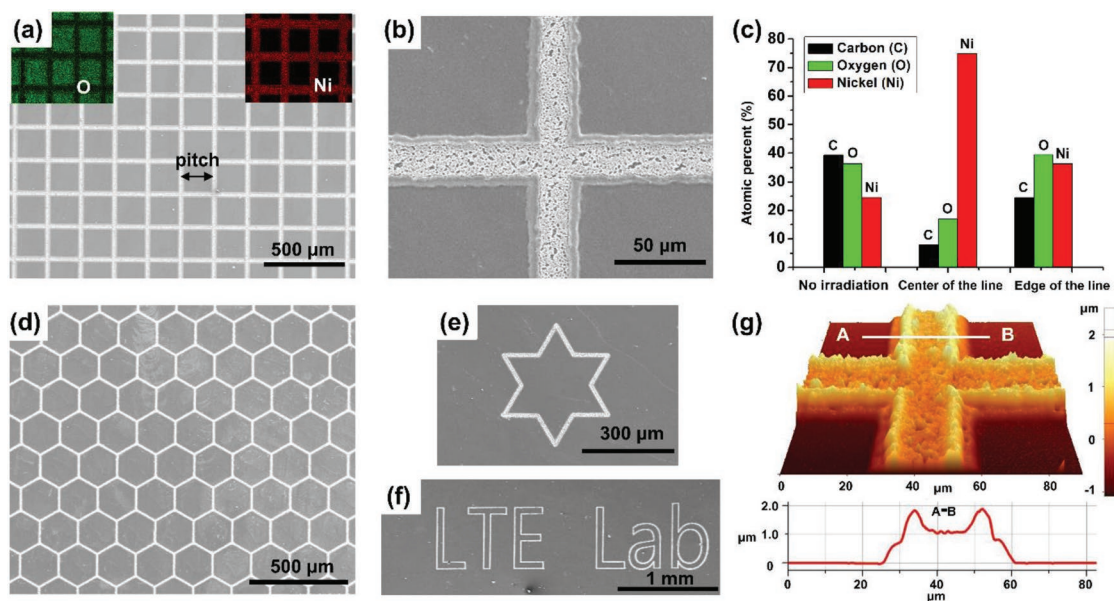 (a)
O
Ni
pitch
500 µm
(b)
50 µm
(c)
Carbon (C)
Oxygen (O)
Nickel (Ni)
Atomic percent (%)
80
70
60
50
40
30
20
10
0
C
O
Ni
C
O
Ni
C
O
Ni
No irradiation
Center of the line
Edge of the line
(d)
500 µm
(e)
300 µm
(f)
LTE Lab
1 mm
(g)
A
B
µm
2
1
0
-1
0 20 40 µm 60 80
A-B
2.0
µm
1.0
0
0 20 40 60 80
µm